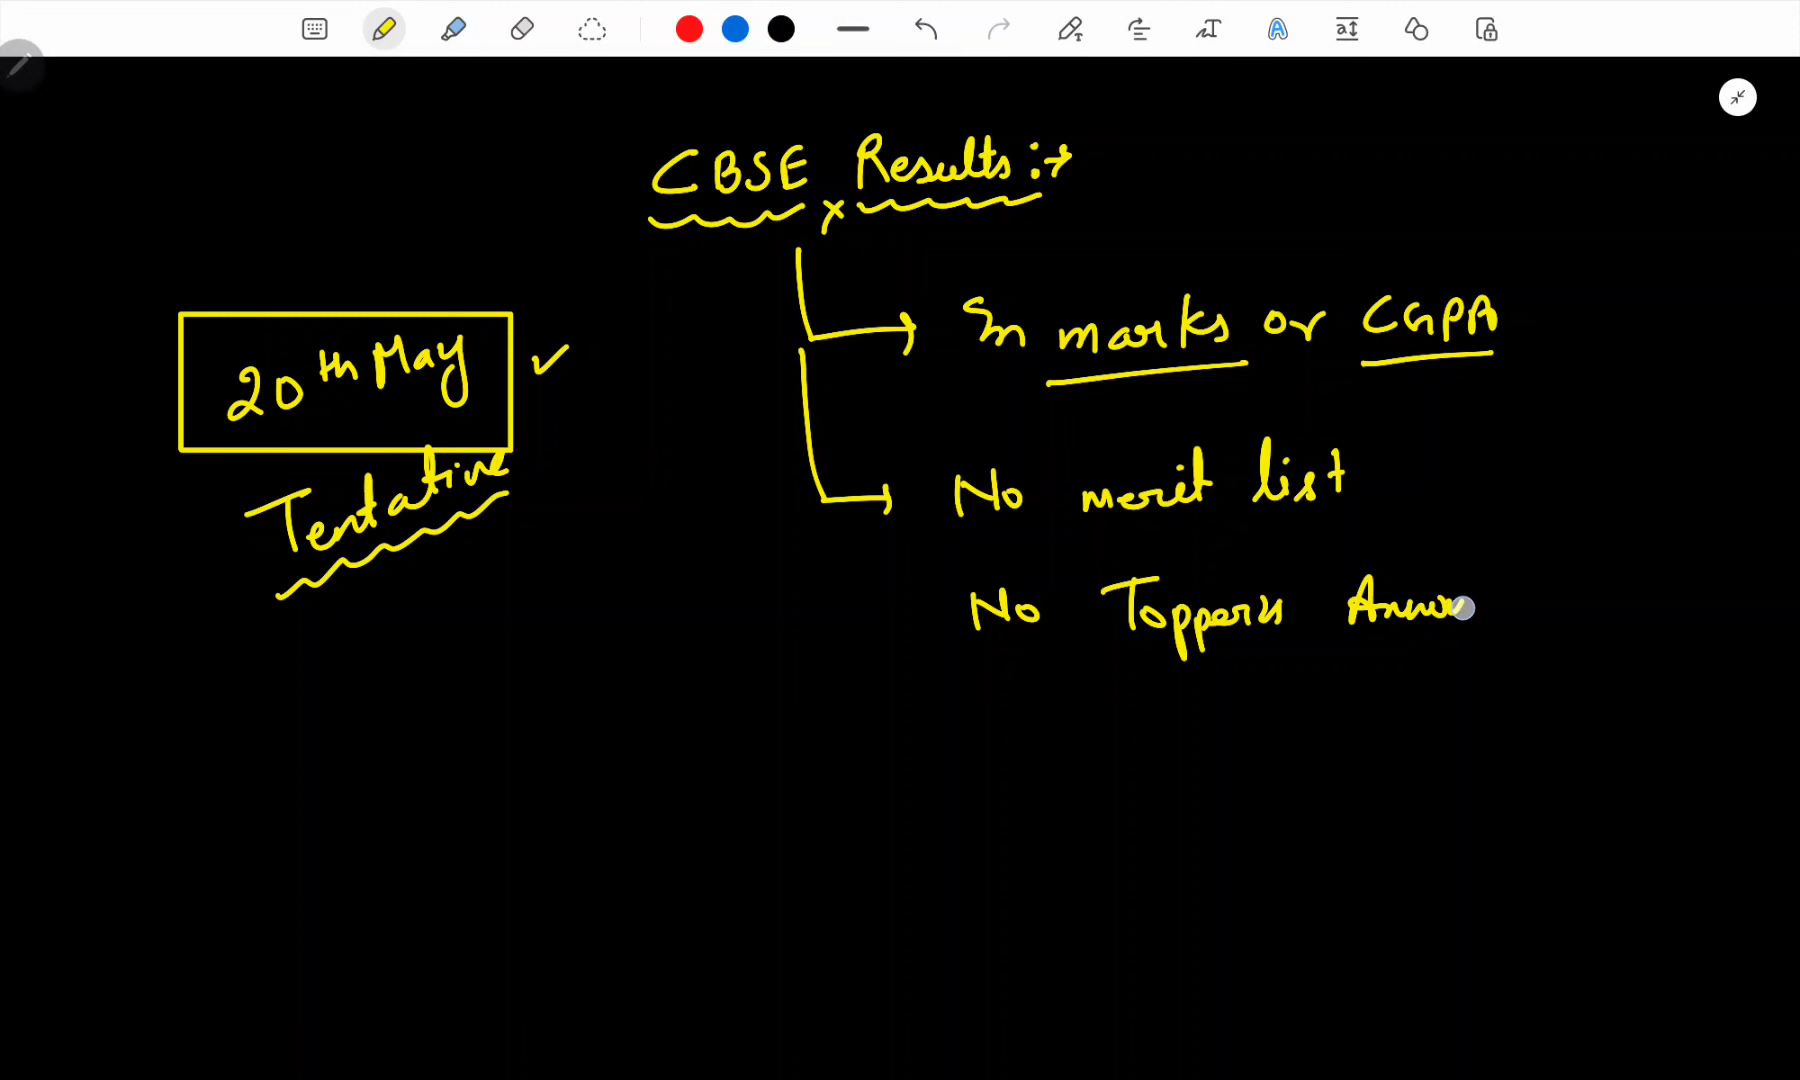 CBSE Results :→
20th May ✓
Tentative
→ In marks or CGPA
→ No merit list
No Toppers